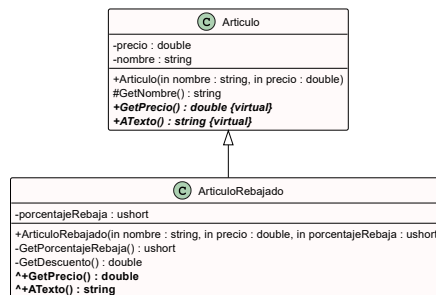 C Articulo
-precio : double
-nombre : string
+Articulo(in nombre : string, in precio : double)
#GetNombre() : string
+GetPrecio() : double {virtual}
+ATexto() : string {virtual}
C ArticuloRebajado
-porcentajeRebaja : ushort
+ArticuloRebajado(in nombre : string, in precio : double, in porcentajeRebaja : ushort
-GetPorcentajeRebaja() : ushort
-GetDescuento() : double
^+GetPrecio() : double
^+ATexto() : string